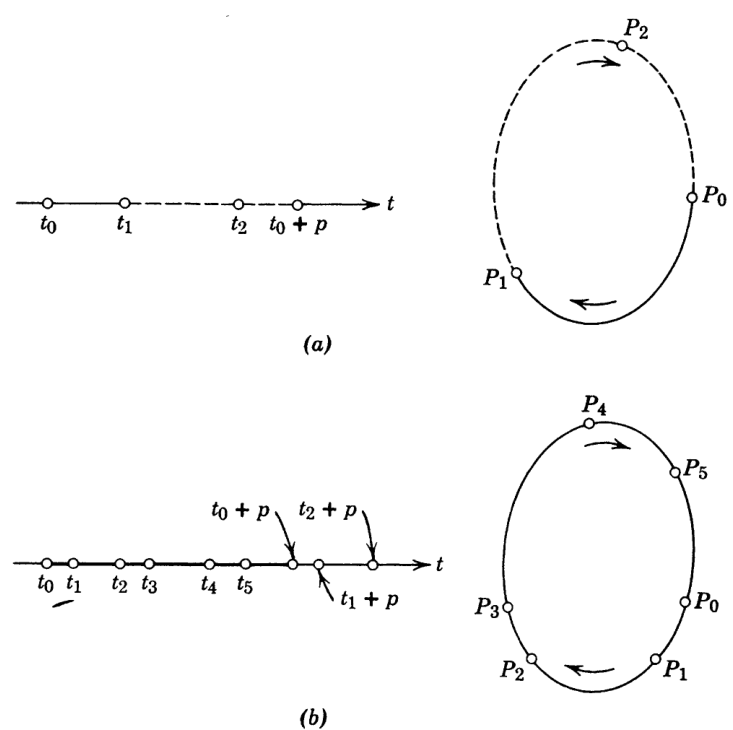 P₂
t
P₀
t₀ t₁ t₂ t₀ + p
P₁
(a)
P₄
P₅
t₀ + p t₂ + p
t
t₀ t₁ t₂ t₃ t₄ t₅
t₁ + p
P₃
P₀
P₂
P₁
(b)